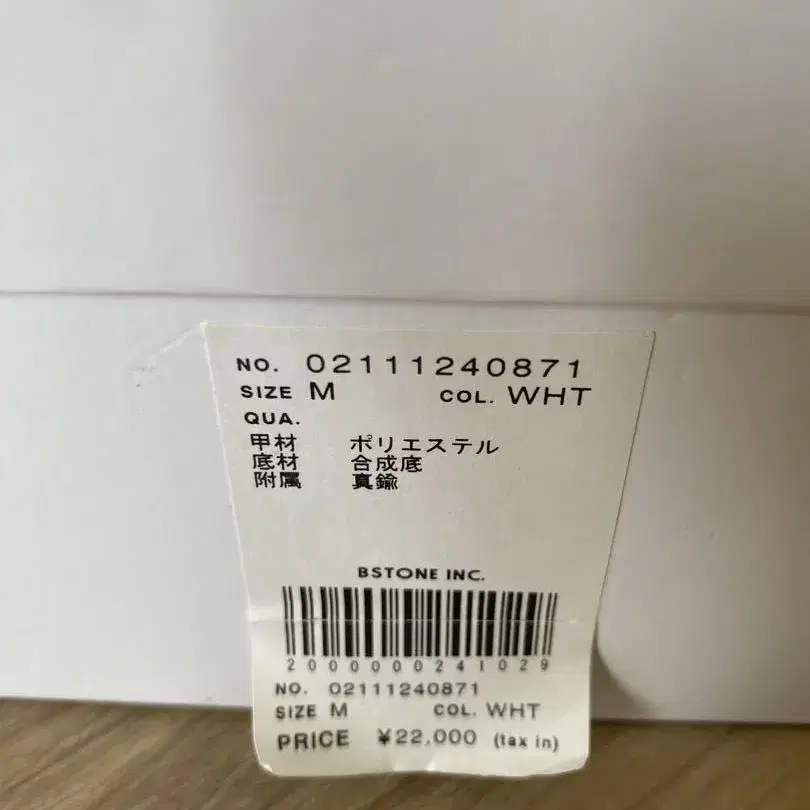 NO. 02111240871
SIZE M COL. WHT
QUA.
甲材 ポリエステル
底材 合成底
附属 真鍮
BSTONE INC.
2000000241029
NO. 02111240871
SIZE M COL. WHT
PRICE ¥22,000 (tax in)